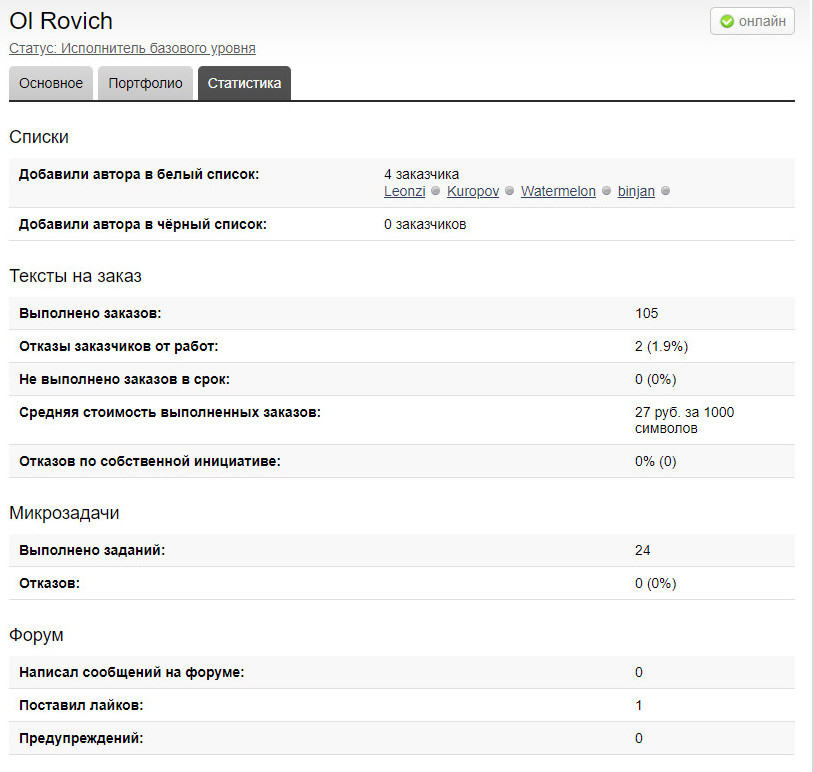 Ol Rovich
онлайн
Статус: Исполнитель базового уровня
Основное Портфолио Статистика
Списки
Добавили автора в белый список: 4 заказчика
Leonzi Kuropov Watermelon binjan
Добавили автора в чёрный список: 0 заказчиков
Тексты на заказ
Выполнено заказов: 105
Отказы заказчиков от работ: 2 (1.9%)
Не выполнено заказов в срок: 0 (0%)
Средняя стоимость выполненных заказов: 27 руб. за 1000
символов
Отказов по собственной инициативе: 0% (0)
Микрозадачи
Выполнено заданий: 24
Отказов: 0 (0%)
Форум
Написал сообщений на форуме: 0
Поставил лайков: 1
Предупреждений: 0